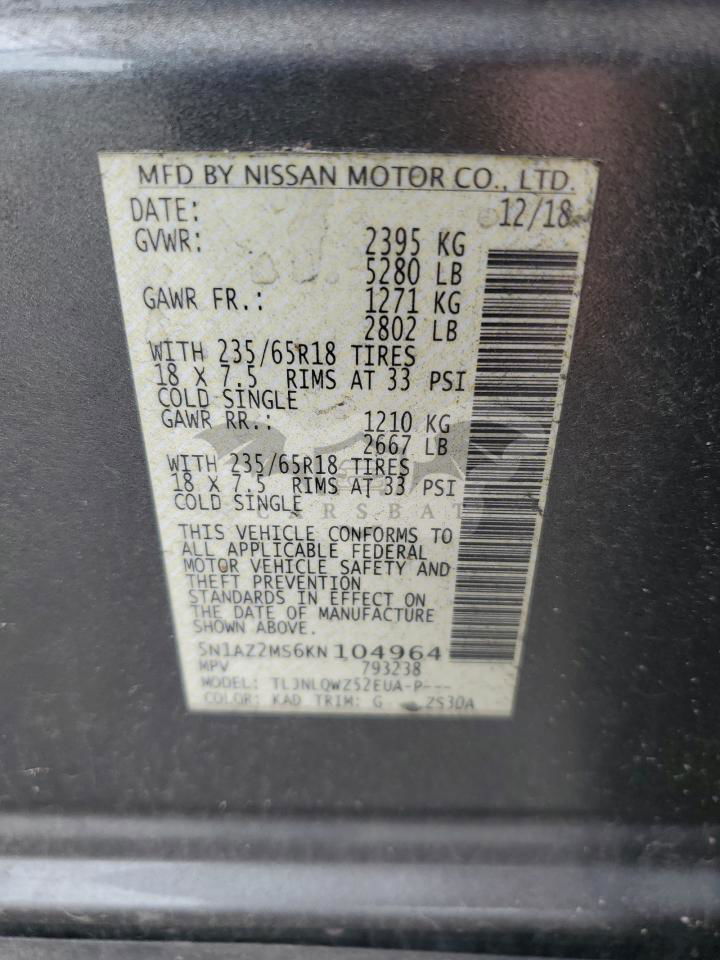 MFD BY NISSAN MOTOR CO., LTD.
DATE: 12/18
GVWR: 2395 KG
5280 LB
GAWR FR.: 1271 KG
2802 LB
WITH 235/65R18 TIRES
18 X 7.5 RIMS AT 33 PSI
COLD SINGLE
GAWR RR.: 1210 KG
2667 LB
WITH 235/65R18 TIRES
18 X 7.5 RIMS AT 33 PSI
COLD SINGLE
CARSBAT
THIS VEHICLE CONFORMS TO
ALL APPLICABLE FEDERAL
MOTOR VEHICLE SAFETY AND
THEFT PREVENTION
STANDARDS IN EFFECT ON
THE DATE OF MANUFACTURE
SHOWN ABOVE.
5N1AZ2MS6KN104964
MPV 793238
MODEL: TLJNLQWZ52EUA-P---
COLOR: KAD TRIM: G ZS30A